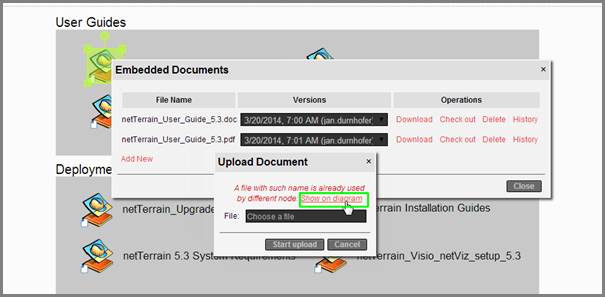 User Guides
Embedded Documents ×
File Name Versions Operations
netTerrain_User_Guide_5.3.doc 3/20/2014, 7:00 AM (jan.durnhofer) Download Check out Delete History
netTerrain_User_Guide_5.3.pdf 3/20/2014, 7:01 AM (jan.durnhofer) Download Check out Delete History
Add New
Close
Upload Document ×
A file with such name is already used
by different node. Show on diagram
File: Choose a file
Start upload Cancel
Deployme
netTerrain_Upgrade
Terrain Installation Guides
netTerrain 5.3 System Requirements
netTerrain_Visio_netViz_setup_5.3